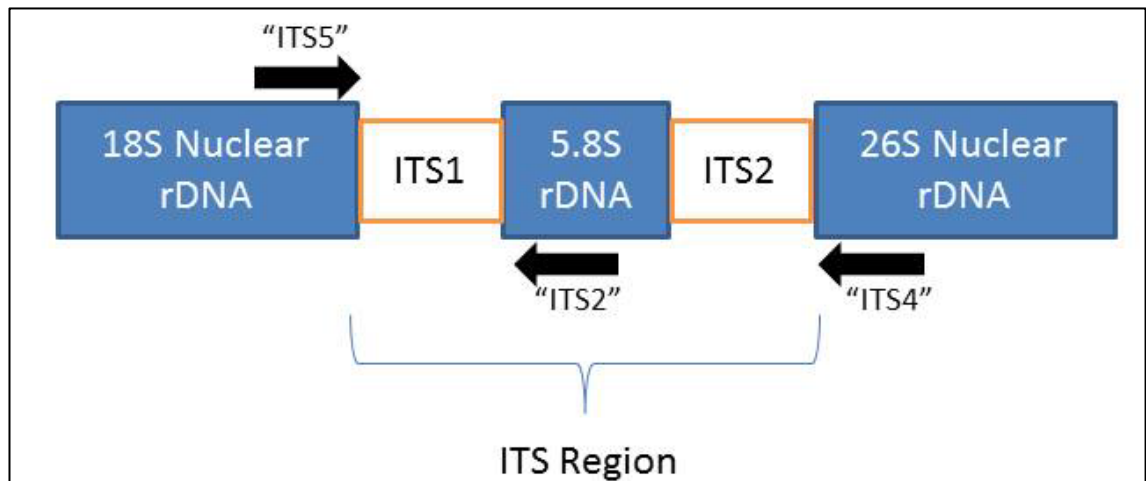 “ITS5”
18S Nuclear
rDNA
ITS1
5.8S
rDNA
ITS2
26S Nuclear
rDNA
“ITS2”
“ITS4”
ITS Region